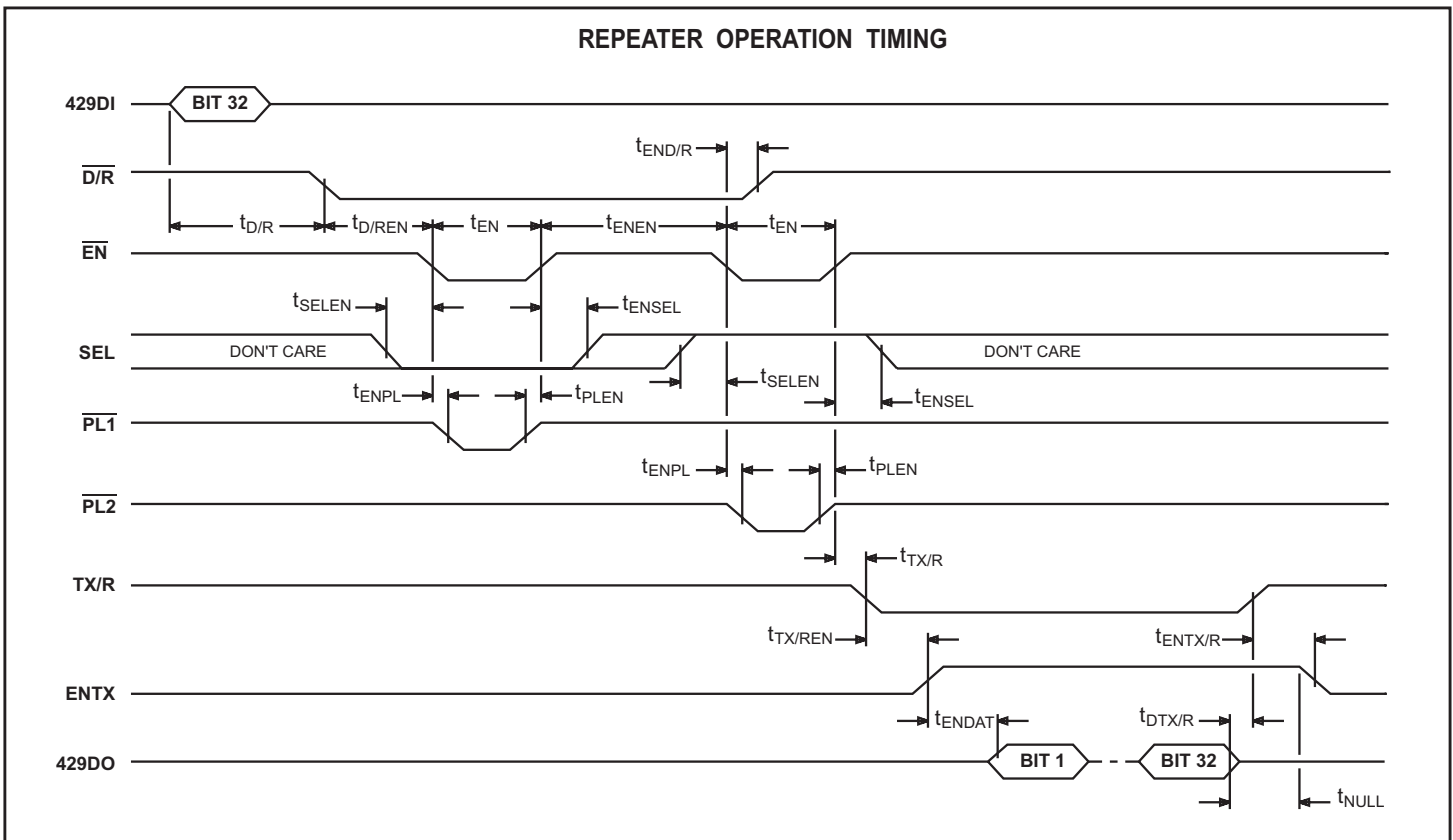 REPEATER OPERATION TIMING
429DI BIT 32
tEND/R
D/R
tD/R tD/REN tEN tENEN tEN
EN
tSELEN tENSEL
SEL DON'T CARE DON'T CARE
tSELEN
tENPL tPLEN tENSEL
PL1
tENPL tPLEN
PL2
tTX/R
TX/R
tTX/REN tENTX/R
ENTX
tENDAT tDTX/R
429DO BIT 1 BIT 32
tNULL